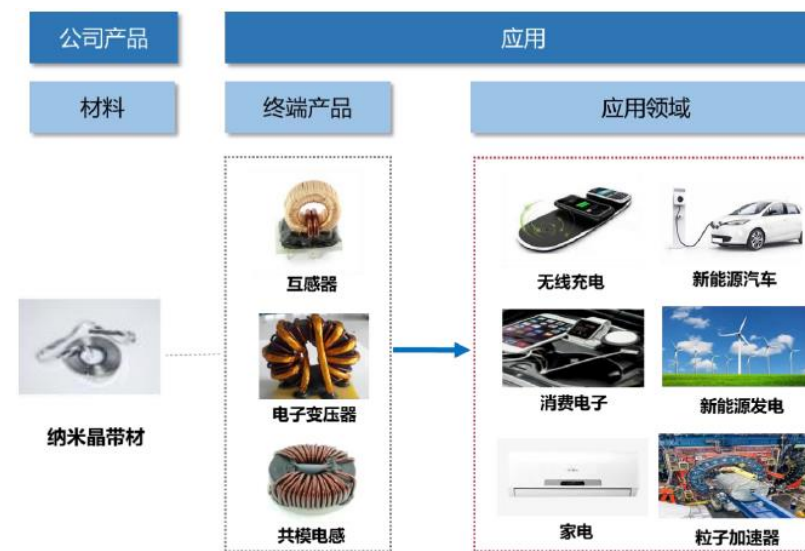 公司产品
应用
材料
终端产品
应用领域
互感器
无线充电
新能源汽车
纳米晶带材
电子变压器
消费电子
新能源发电
共模电感
家电
粒子加速器